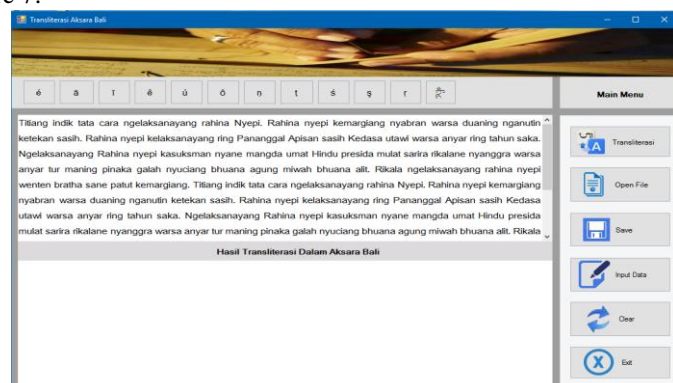 Transliterasi Aksara Bali
é ā ī ê ú ô ņ ţ ś ş ŗ
Main Menu
Titiang indik tata cara ngelaksanayang rahina Nyepi. Rahina nyepi kemargiang nyabran warsa duaning nganutin
ketekan sasih. Rahina nyepi kelaksanayang ring Pananggal Apisan sasih Kedasa utawi warsa anyar ring tahun saka.
Ngelaksanayang Rahina nyepi kasuksman nyane mangda umat Hindu presida mulat sarira rikalane nyanggra warsa
anyar tur maning pinaka galah nyuciang bhuana agung miwah bhuana alit. Rikala ngelaksanayang rahina nyepi
wenten bratha sane patut kemargiang. Titiang indik tata cara ngelaksanayang rahina Nyepi. Rahina nyepi kemargiang
nyabran warsa duaning nganutin ketekan sasih. Rahina nyepi kelaksanayang ring Pananggal Apisan sasih Kedasa
utawi warsa anyar ring tahun saka. Ngelaksanayang Rahina nyepi kasuksman nyane mangda umat Hindu presida
mulat sarira rikalane nyanggra warsa anyar tur maning pinaka galah nyuciang bhuana agung miwah bhuana alit. Rikala
Hasil Transliterasi Dalam Aksara Bali
Transliterasi
Open File
Save
Input Data
Clear
Exit